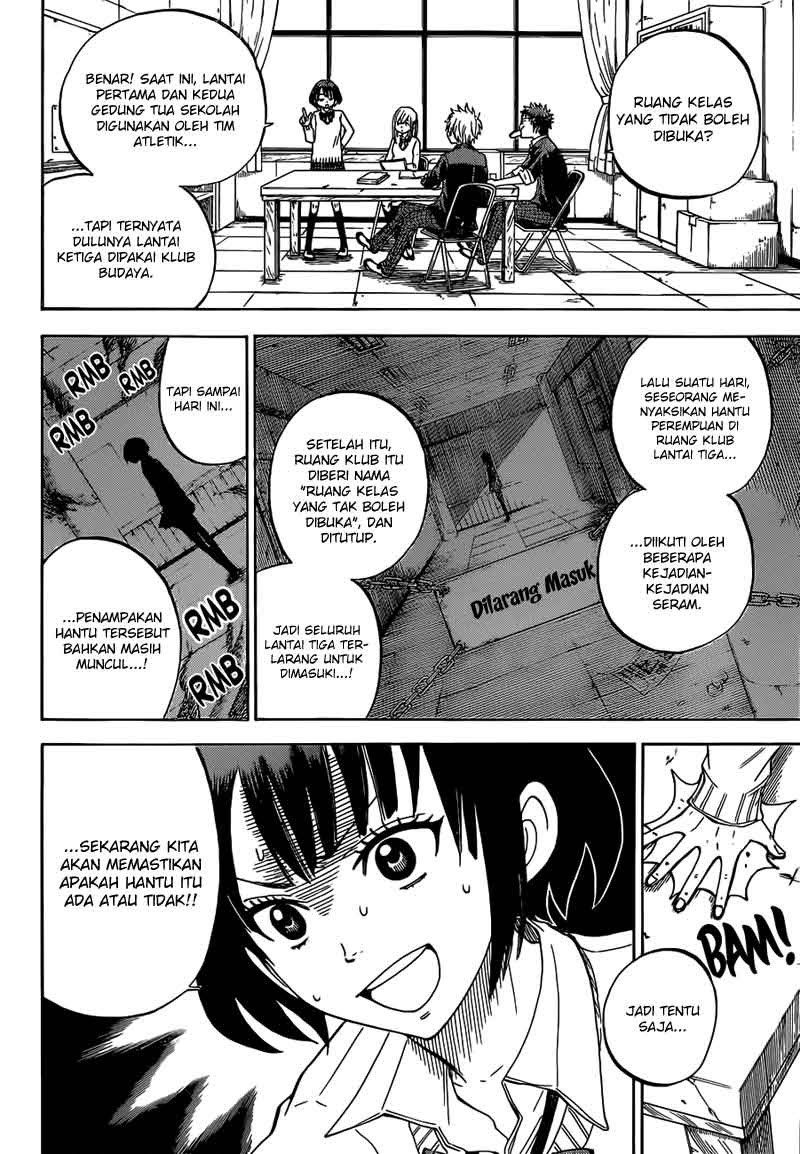 RUANG KELAS
YANG TIDAK BOLEH
DIBUKA?
BENAR! SAAT INI, LANTAI
PERTAMA DAN KEDUA
GEDUNG TUA SEKOLAH
DIGUNAKAN OLEH TIM
ATLETIK...
...TAPI TERNYATA
DULUNYA LANTAI
KETIGA DIPAKAI KLUB
BUDAYA.
LALU SUATU HARI,
SESEORANG ME-
NYAKSIKAN HANTU
PEREMPUAN DI
RUANG KLUB
LANTAI TIGA...
...DIIKUTI OLEH
BEBERAPA
KEJADIAN-
KEJADIAN
SERAM.
SETELAH ITU,
RUANG KLUB ITU
DIBERI NAMA
"RUANG KELAS
YANG TAK BOLEH
DIBUKA", DAN
DITUTUP.
Dilarang Masuk
JADI SELURUH
LANTAI TIGA TER-
LARANG UNTUK
DIMASUKI...!
TAPI SAMPAI
HARI INI...
RMB
RMB
RMB
...PENAMPAKAN
HANTU TERSEBUT
BAHKAN MASIH
MUNCUL...!
RMB
RMB
BAM!
JADI TENTU
SAJA...
...SEKARANG KITA
AKAN MEMASTIKAN
APAKAH HANTU ITU
ADA ATAU TIDAK!!